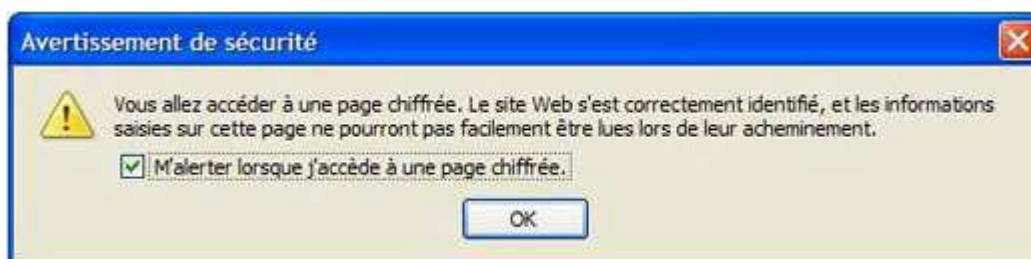 Avertissement de sécurité
Vous allez accéder à une page chiffrée. Le site Web s'est correctement identifié, et les informations
saisies sur cette page ne pourront pas facilement être lues lors de leur acheminement.
M'alerter lorsque j'accède à une page chiffrée.
OK